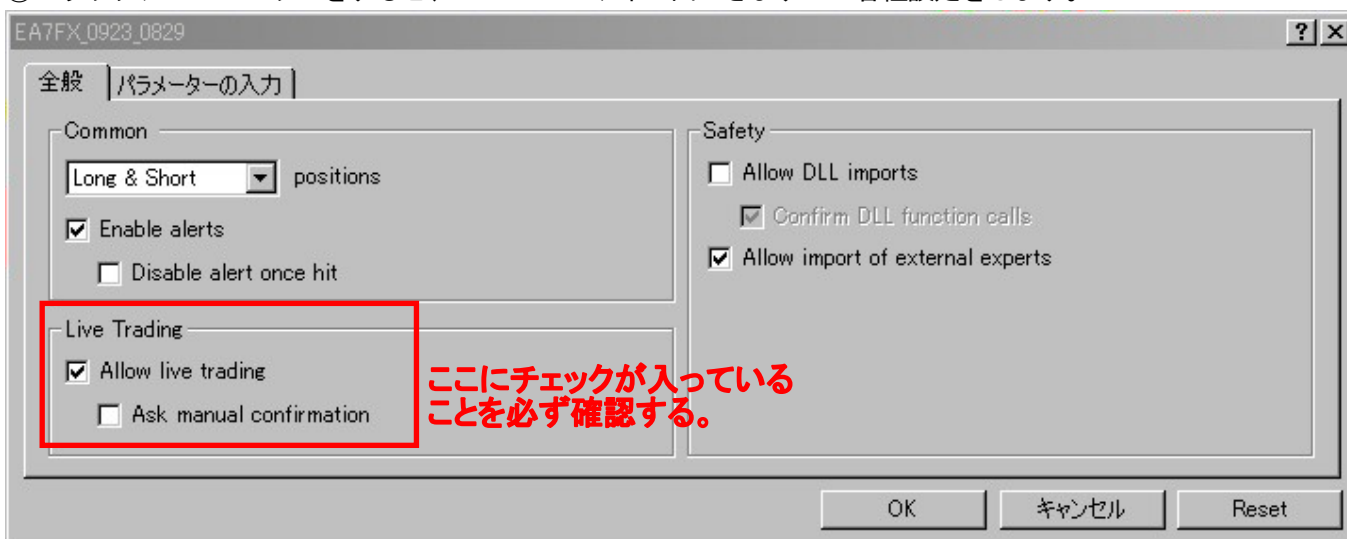 EA7FX_0923_0829
全般
パラメーターの入力
Common
Long & Short positions
Enable alerts
Disable alert once hit
Live Trading
Allow live trading
Ask manual confirmation
ここにチェックが入っている
ことを必ず確認する。
Safety
Allow DLL imports
Confirm DLL function calls
Allow import of external experts
OK
キャンセル
Reset